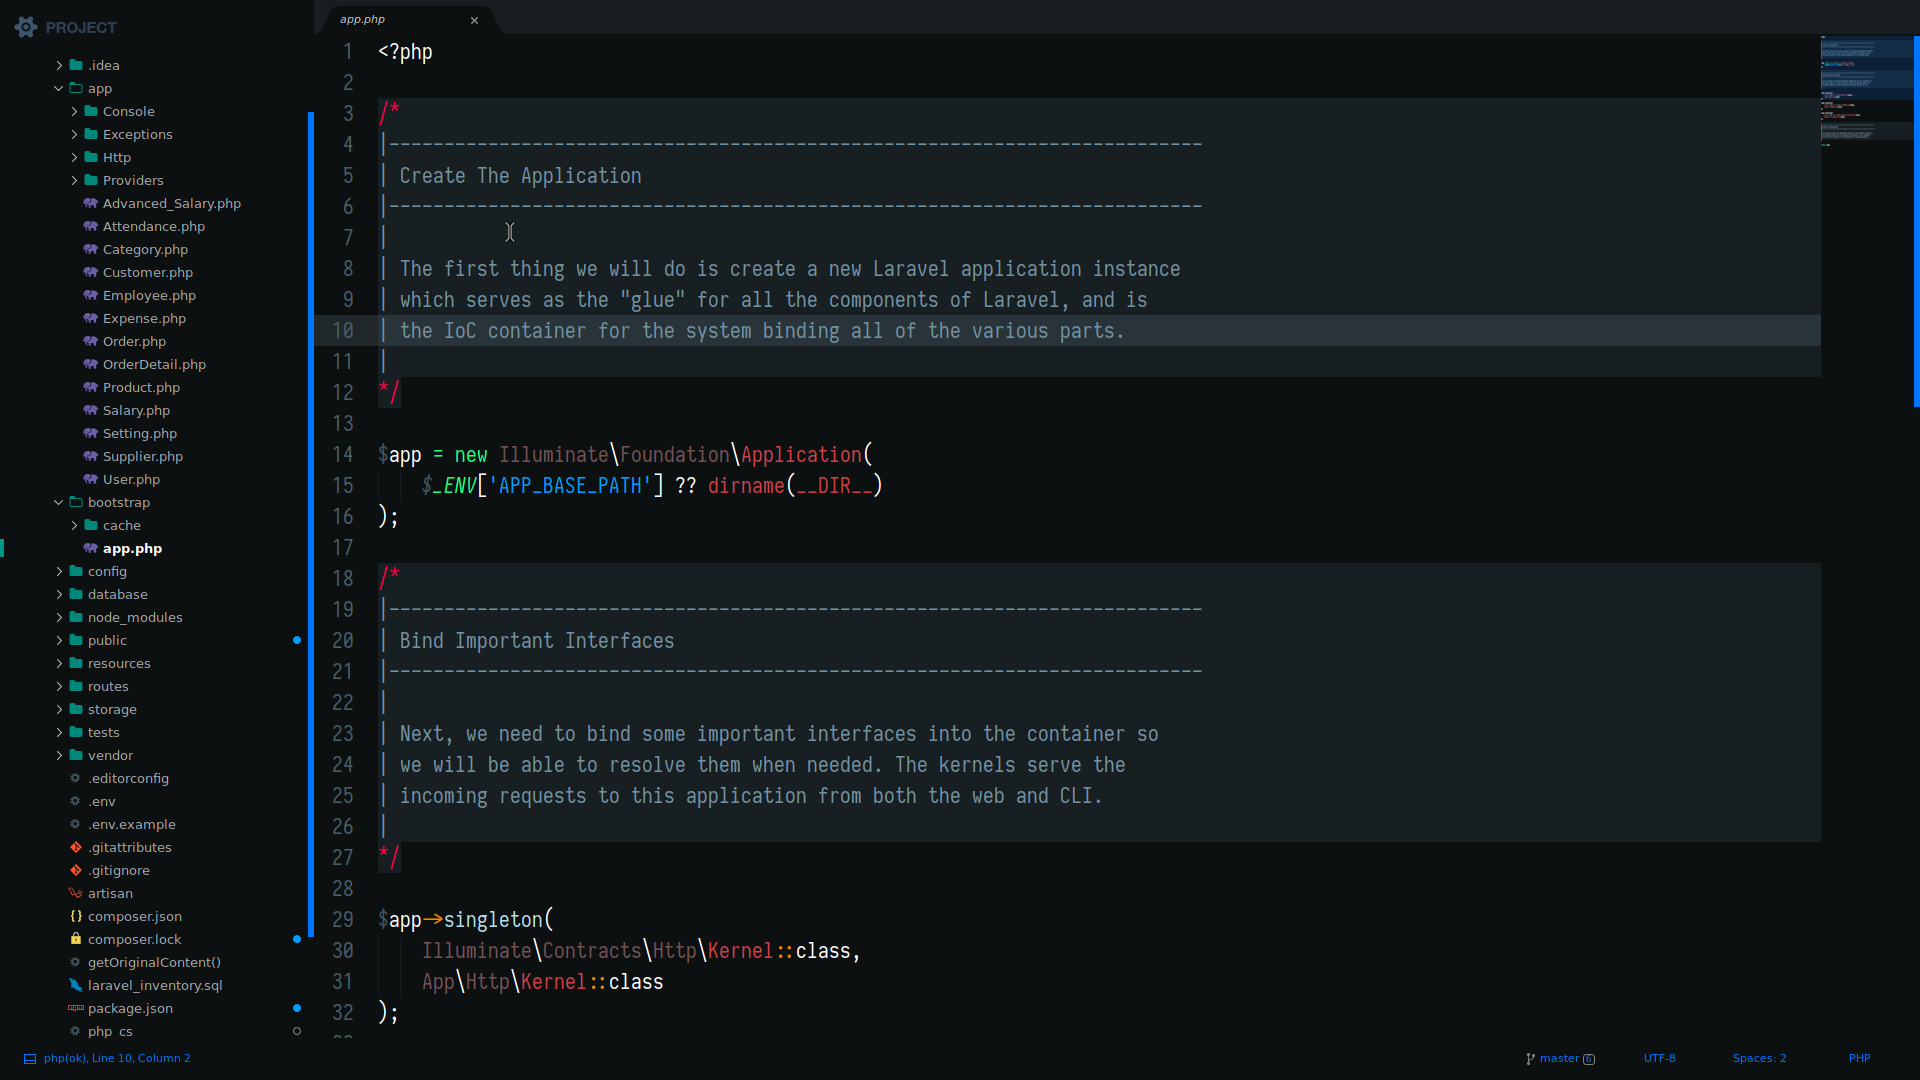 PROJECT
.idea
app
Console
Exceptions
Http
Providers
Advanced_Salary.php
Attendance.php
Category.php
Customer.php
Employee.php
Expense.php
Order.php
OrderDetail.php
Product.php
Salary.php
Setting.php
Supplier.php
User.php
bootstrap
cache
app.php
config
database
node_modules
public
resources
routes
storage
tests
vendor
.editorconfig
.env
.env.example
.gitattributes
.gitignore
artisan
composer.json
composer.lock
getOriginalContent()
laravel_inventory.sql
package.json
php_cs
app.php ×
1 <?php
2
3 /*
4 |--------------------------------------------------------------------------
5 | Create The Application
6 |--------------------------------------------------------------------------
7 |
8 | The first thing we will do is create a new Laravel application instance
9 | which serves as the "glue" for all the components of Laravel, and is
10 | the IoC container for the system binding all of the various parts.
11 |
12 */
13
14 $app = new Illuminate\Foundation\Application(
15 $_ENV['APP_BASE_PATH'] ?? dirname(__DIR__)
16 );
17
18 /*
19 |--------------------------------------------------------------------------
20 | Bind Important Interfaces
21 |--------------------------------------------------------------------------
22 |
23 | Next, we need to bind some important interfaces into the container so
24 | we will be able to resolve them when needed. The kernels serve the
25 | incoming requests to this application from both the web and CLI.
26 |
27 */
28
29 $app->singleton(
30 Illuminate\Contracts\Http\Kernel::class,
31 App\Http\Kernel::class
32 );
php(ok), Line 10, Column 2
master 6
UTF-8
Spaces: 2
PHP